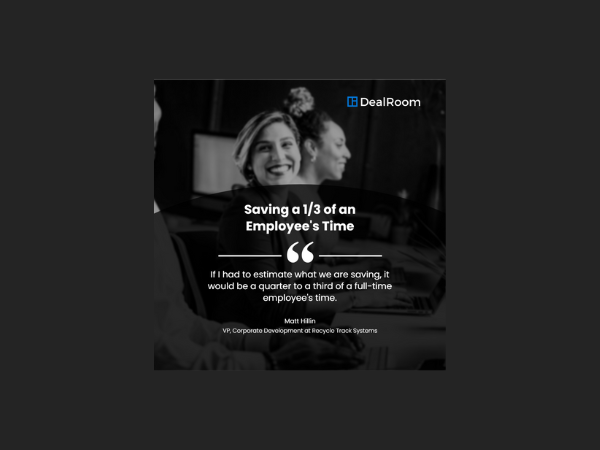 DealRoom
Saving a 1/3 of an
Employee's Time
“
If I had to estimate what we are saving, it
would be a quarter to a third of a full-time
employee's time.
Matt Hillin
VP, Corporate Development at Recycle Track Systems